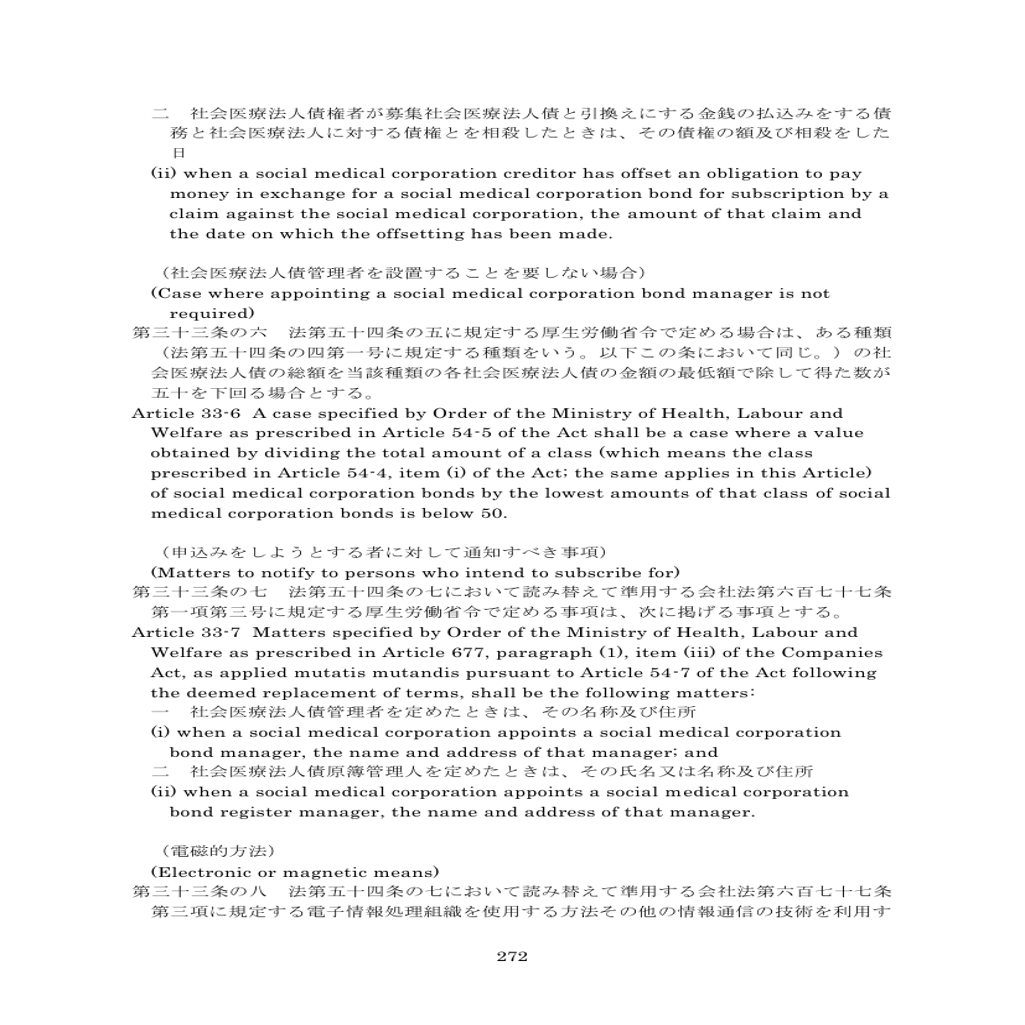 二　社会医療法人債権者が募集社会医療法人債と引換えにする金銭の払込みをする債
務と社会医療法人に対する債権とを相殺したときは、その債権の額及び相殺をした
日
(ii) when a social medical corporation creditor has offset an obligation to pay
money in exchange for a social medical corporation bond for subscription by a
claim against the social medical corporation, the amount of that claim and
the date on which the offsetting has been made.
（社会医療法人債管理者を設置することを要しない場合）
(Case where appointing a social medical corporation bond manager is not
required)
第三十三条の六　法第五十四条の五に規定する厚生労働省令で定める場合は、ある種類
（法第五十四条の四第一号に規定する種類をいう。以下この条において同じ。）の社
会医療法人債の総額を当該種類の各社会医療法人債の金額の最低額で除して得た数が
五十を下回る場合とする。
Article 33-6  A case specified by Order of the Ministry of Health, Labour and
Welfare as prescribed in Article 54-5 of the Act shall be a case where a value
obtained by dividing the total amount of a class (which means the class
prescribed in Article 54-4, item (i) of the Act; the same applies in this Article)
of social medical corporation bonds by the lowest amounts of that class of social
medical corporation bonds is below 50.
（申込みをしようとする者に対して通知すべき事項）
(Matters to notify to persons who intend to subscribe for)
第三十三条の七　法第五十四条の七において読み替えて準用する会社法第六百七十七条
第一項第三号に規定する厚生労働省令で定める事項は、次に掲げる事項とする。
Article 33-7  Matters specified by Order of the Ministry of Health, Labour and
Welfare as prescribed in Article 677, paragraph (1), item (iii) of the Companies
Act, as applied mutatis mutandis pursuant to Article 54-7 of the Act following
the deemed replacement of terms, shall be the following matters:
一　社会医療法人債管理者を定めたときは、その名称及び住所
(i) when a social medical corporation appoints a social medical corporation
bond manager, the name and address of that manager; and
二　社会医療法人債原簿管理人を定めたときは、その氏名又は名称及び住所
(ii) when a social medical corporation appoints a social medical corporation
bond register manager, the name and address of that manager.
（電磁的方法）
(Electronic or magnetic means)
第三十三条の八　法第五十四条の七において読み替えて準用する会社法第六百七十七条
第三項に規定する電子情報処理組織を使用する方法その他の情報通信の技術を利用す
272